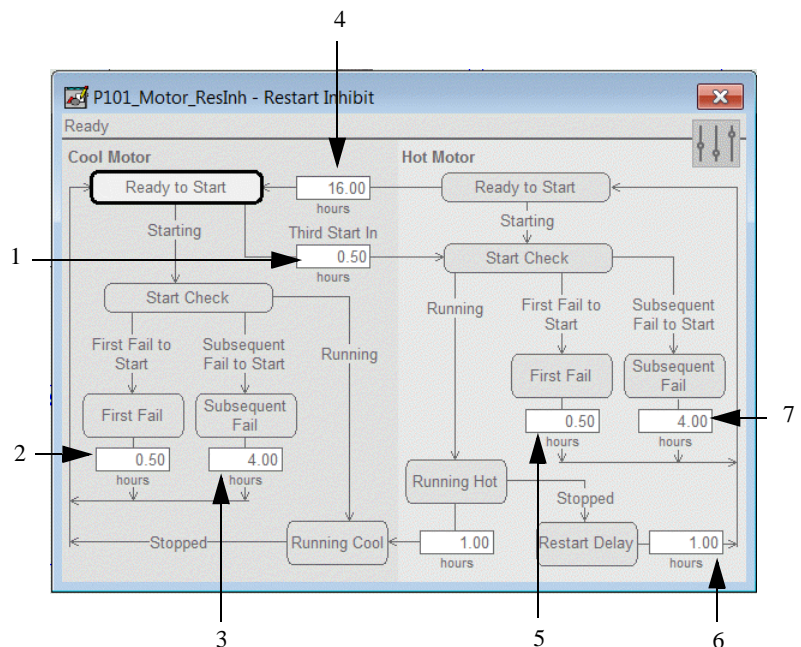 4
P101_Motor_ResInh - Restart Inhibit
Ready
Cool Motor
Hot Motor
Ready to Start
16.00
hours
Ready to Start
Starting
Third Start In
0.50
hours
1
Starting
Start Check
Start Check
First Fail to
Start
Subsequent
Fail to Start
Running
Running
First Fail to
Start
Subsequent
Fail to Start
First Fail
Subsequent
Fail
First Fail
Subsequent
Fail
2
0.50
hours
4.00
hours
0.50
hours
4.00
hours
7
Running Hot
Stopped
Stopped
Running Cool
1.00
hours
Restart Delay
1.00
hours
3
5
6